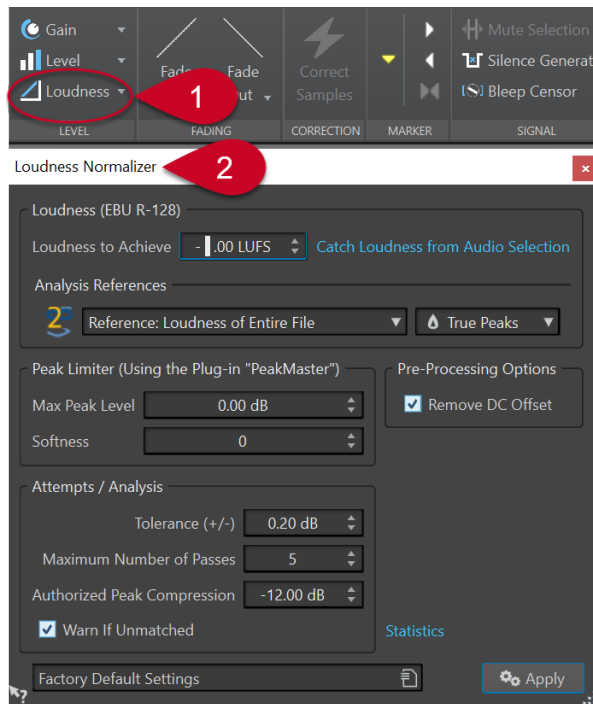 Gain
Level
Loudness
1
Fade
Fade
ut
Correct
Samples
Mute Selection
Silence Generat
Bleep Censor
LEVEL
FADING
CORRECTION
MARKER
SIGNAL
Loudness Normalizer
2
x
Loudness (EBU R-128)
Loudness to Achieve - .00 LUFS Catch Loudness from Audio Selection
Analysis References
2 Reference: Loudness of Entire File True Peaks
Peak Limiter (Using the Plug-in "PeakMaster")
Max Peak Level 0.00 dB
Softness 0
Pre-Processing Options
Remove DC Offset
Attempts / Analysis
Tolerance (+/-) 0.20 dB
Maximum Number of Passes 5
Authorized Peak Compression -12.00 dB
Warn If Unmatched
Statistics
Factory Default Settings
Apply
?